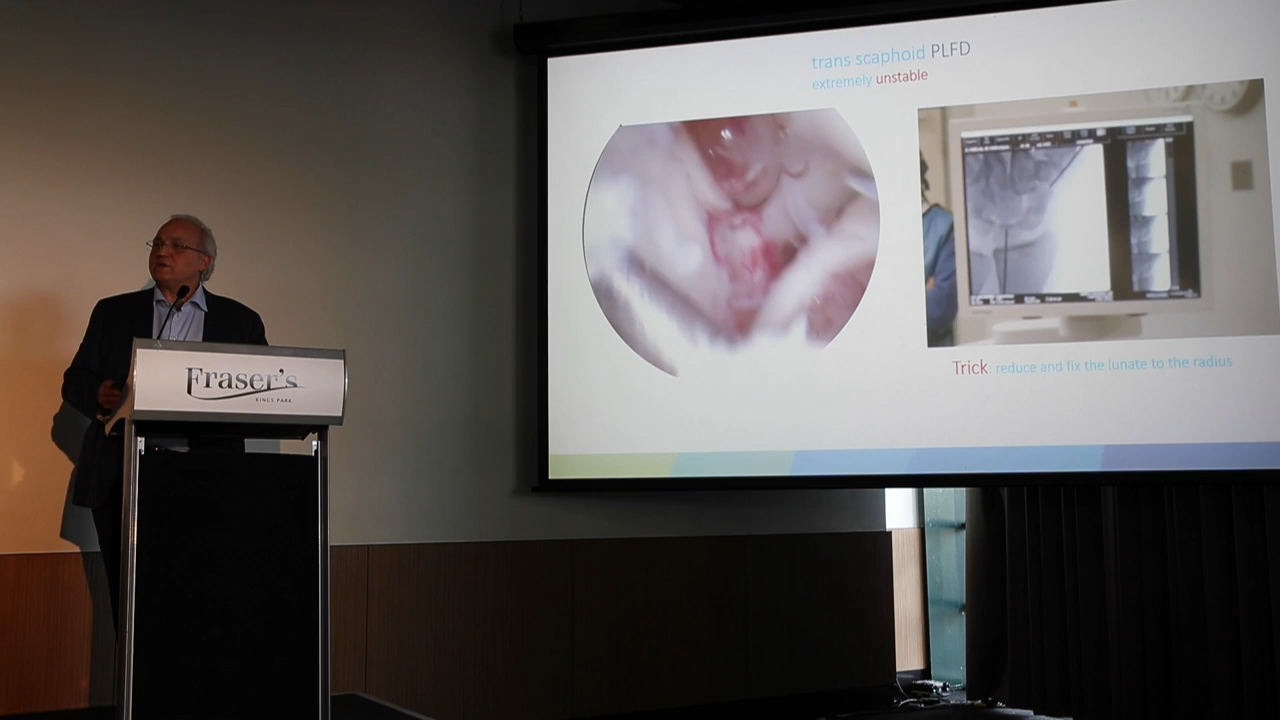 trans scaphoid PLFD
extremely unstable
Trick: reduce and fix the lunate to the radius
Fraser's
KINGS PARK